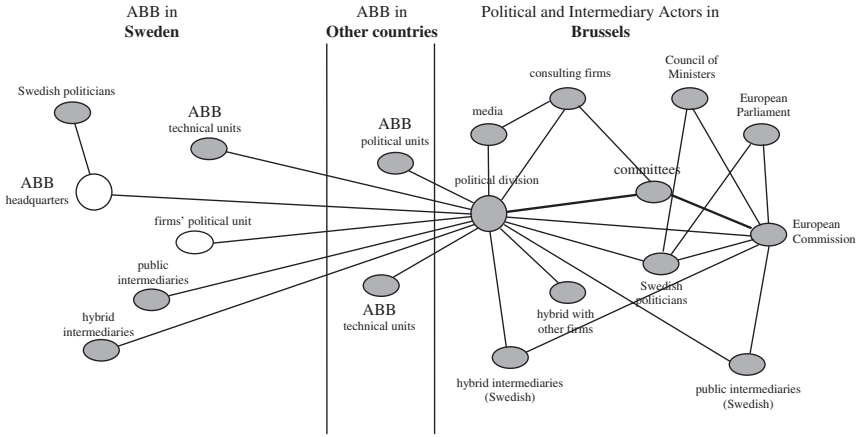 ABB in
Sweden
ABB in
Other countries
Political and Intermediary Actors in
Brussels
Swedish politicians
ABB
technical units
ABB
headquarters
firms' political unit
public
intermediaries
hybrid
intermediaries
ABB
political units
ABB
technical units
consulting firms
Council of
Ministers
media
European
Parliament
political division
committees
European
Commission
Swedish
politicians
hybrid with
other firms
hybrid intermediaries
(Swedish)
public intermediaries
(Swedish)